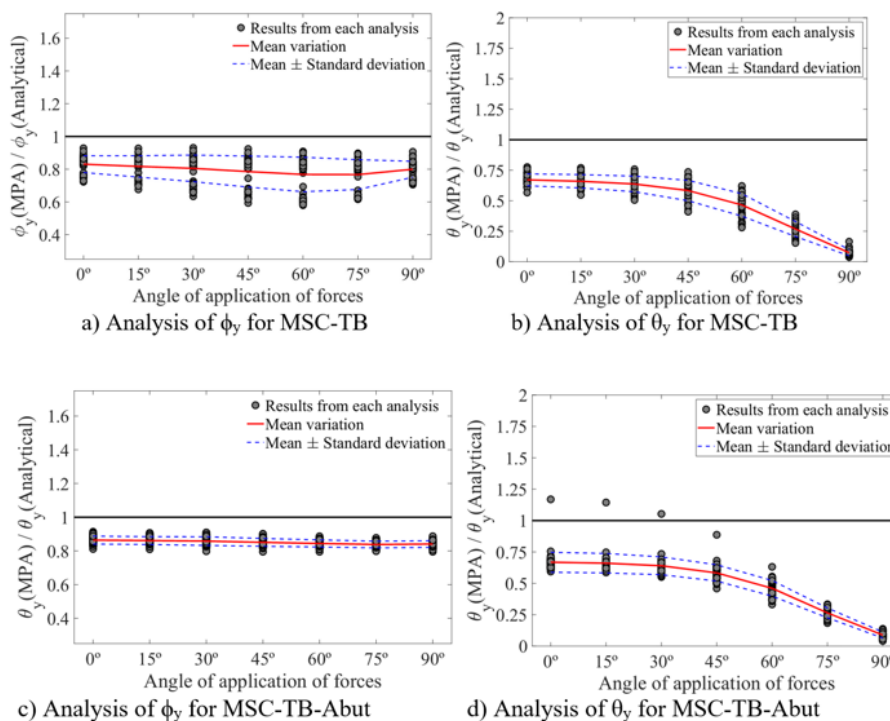 1.6
1.4
1.2
1
0.8
0.6
0.4
ϕy(MPA) / ϕy(Analytical)
Results from each analysis
Mean variation
Mean ± Standard deviation
0º 15º 30º 45º 60º 75º 90º
Angle of application of forces
a) Analysis of ϕy for MSC-TB
2
1.75
1.5
1.25
1
0.75
0.5
0.25
0
θy(MPA) / θy(Analytical)
Results from each analysis
Mean variation
Mean ± Standard deviation
0º 15º 30º 45º 60º 75º 90º
Angle of application of forces
b) Analysis of θy for MSC-TB
1.6
1.4
1.2
1
0.8
0.6
0.4
θy(MPA) / θy(Analytical)
Results from each analysis
Mean variation
Mean ± Standard deviation
0º 15º 30º 45º 60º 75º 90º
Angle of application of forces
c) Analysis of ϕy for MSC-TB-Abut
2
1.75
1.5
1.25
1
0.75
0.5
0.25
0
θy(MPA) / θy(Analytical)
Results from each analysis
Mean variation
Mean ± Standard deviation
0º 15º 30º 45º 60º 75º 90º
Angle of application of forces
d) Analysis of θy for MSC-TB-Abut